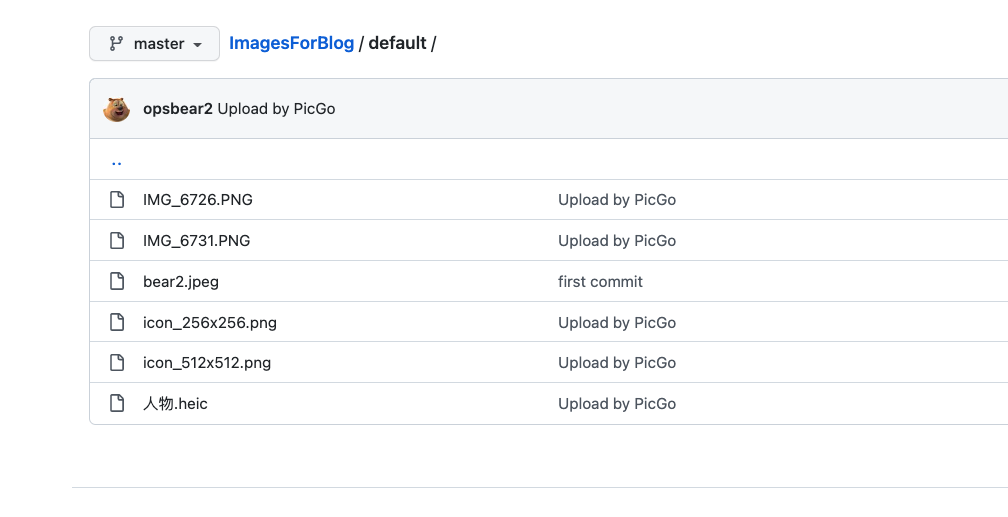 master ImagesForBlog / default /
opsbear2 Upload by PicGo
..
IMG_6726.PNG Upload by PicGo
IMG_6731.PNG Upload by PicGo
bear2.jpeg first commit
icon_256x256.png Upload by PicGo
icon_512x512.png Upload by PicGo
人物.heic Upload by PicGo